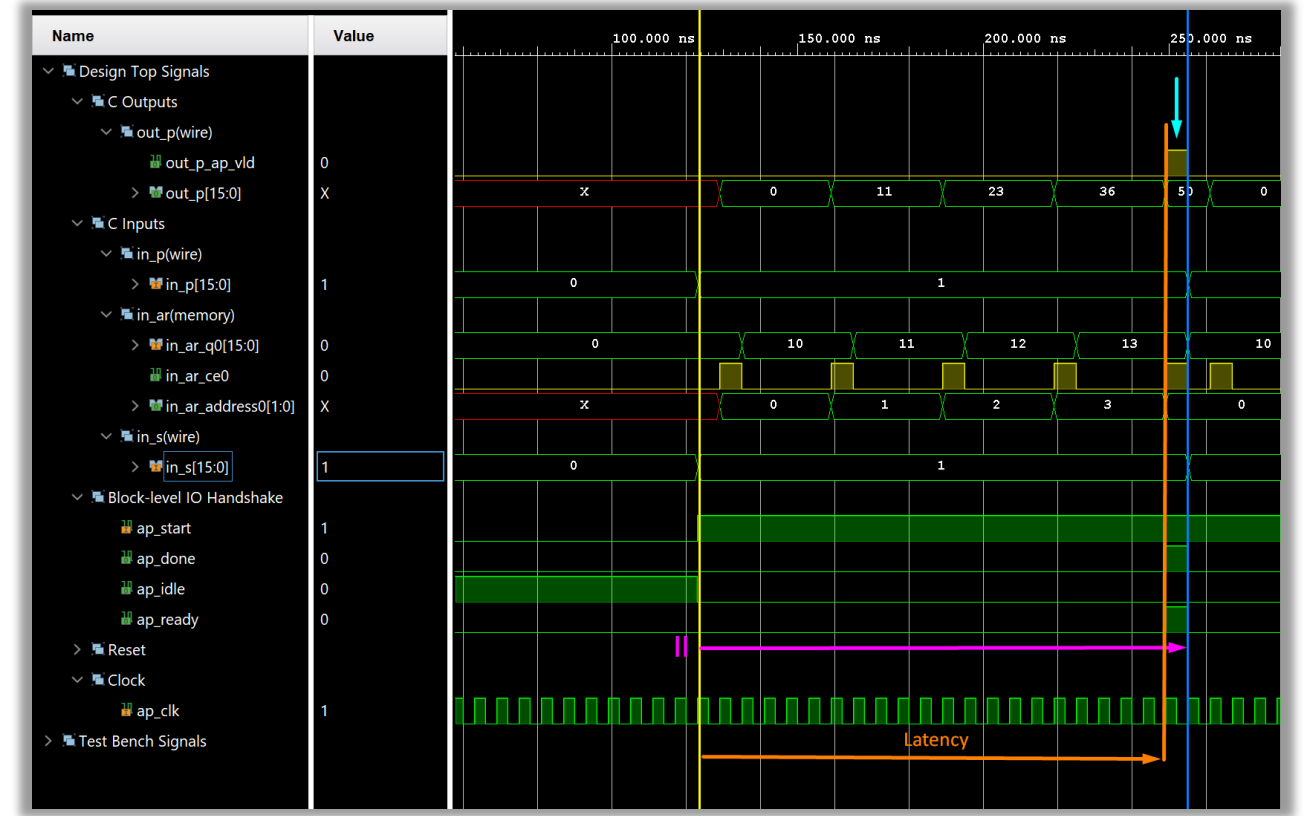 Name Value 100.000 ns 150.000 ns 200.000 ns 250.000 ns
Design Top Signals
C Outputs
out_p(wire)
out_p_ap_vld 0
out_p[15:0] X X 0 11 23 36 50 0
C Inputs
in_p(wire)
in_p[15:0] 1 0 1
in_ar(memory)
in_ar_q0[15:0] 0 0 10 11 12 13 10
in_ar_ce0 0
in_ar_address0[1:0] X X 0 1 2 3 0
in_s(wire)
in_s[15:0] 1 0 1
Block-level IO Handshake
ap_start 1
ap_done 0
ap_idle 0
ap_ready 0
Reset II
Clock
ap_clk 1
Test Bench Signals Latency